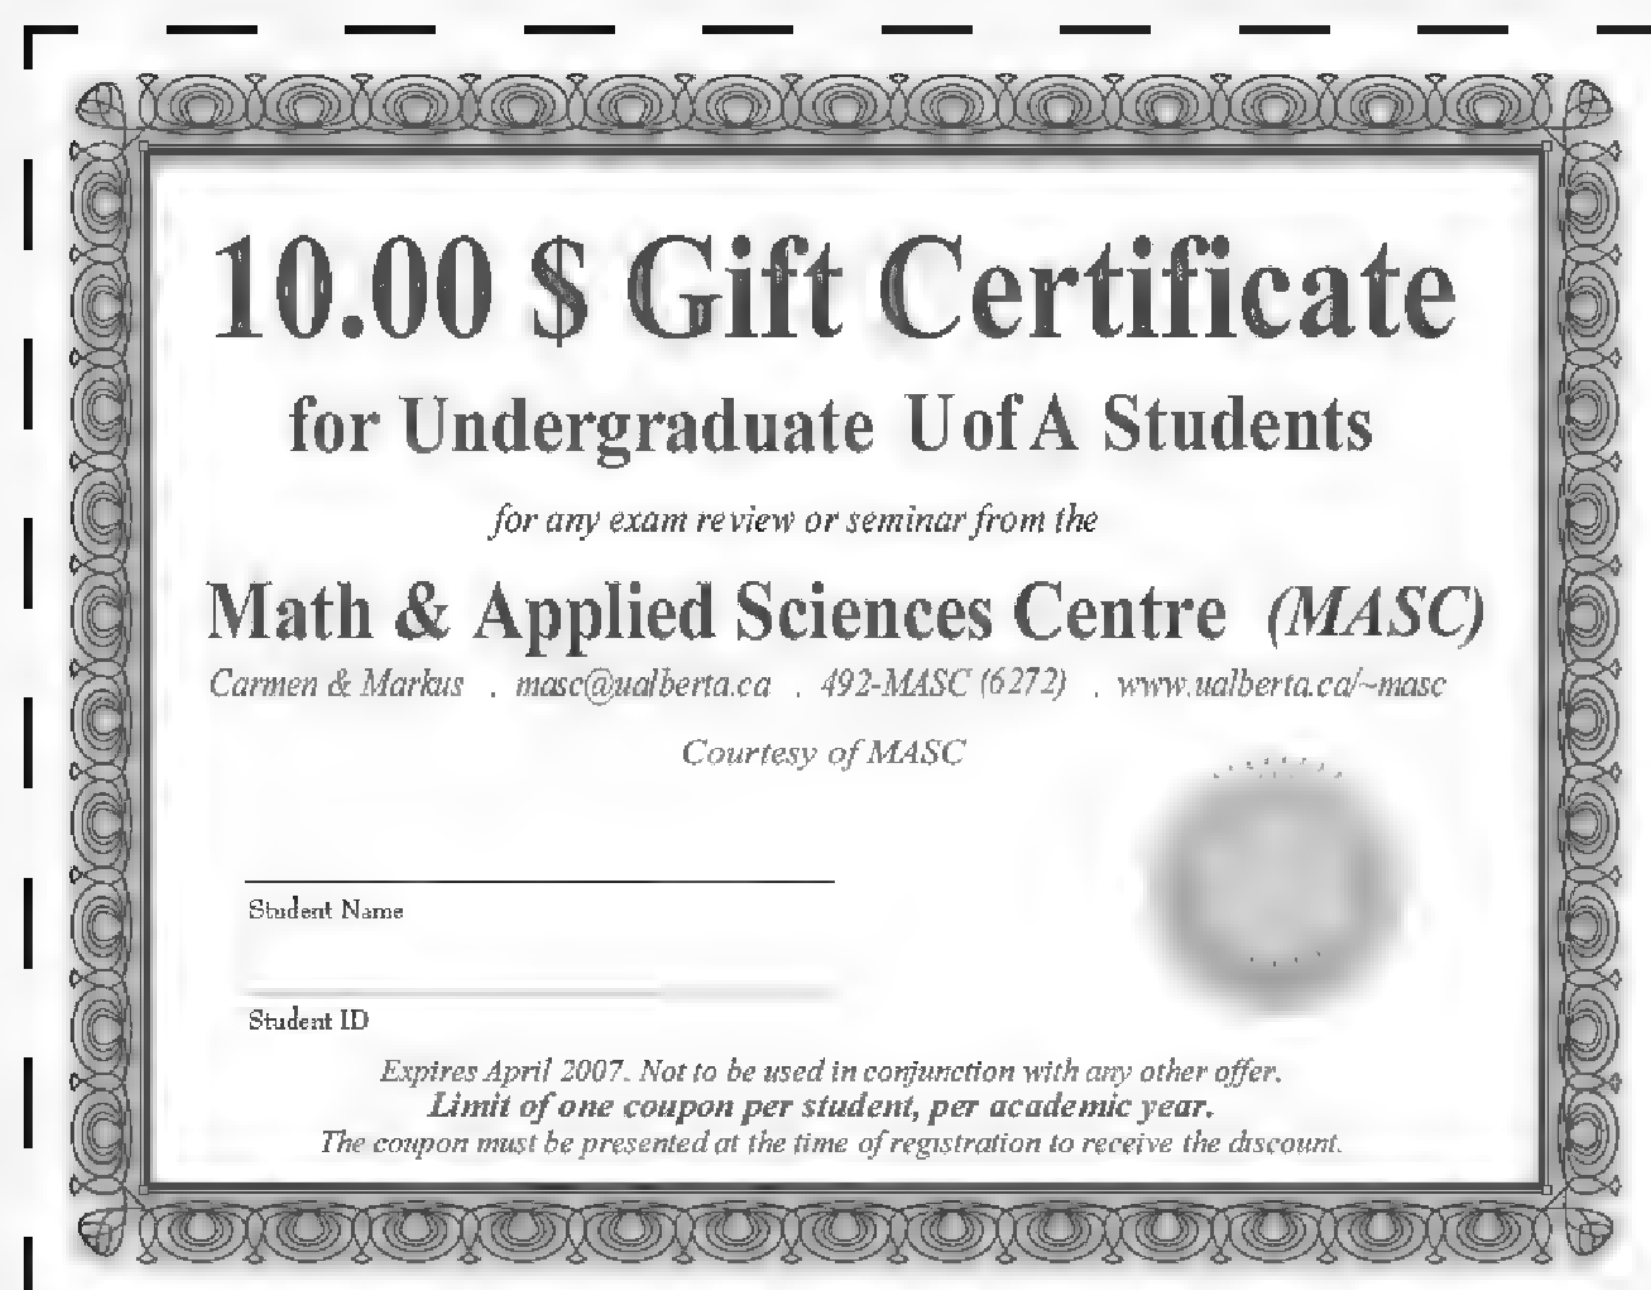 10.00 $ Gift Certificate
for Undergraduate UofA Students
for any exam review or seminar from the
Math & Applied Sciences Centre (MASC)
Carmen & Markus . masc@ualberta.ca . 492-MASC (6272) . www.ualberta.ca/~masc
Courtesy of MASC
Student Name
Student ID
Expires April 2007. Not to be used in conjunction with any other offer.
Limit of one coupon per student, per academic year.
The coupon must be presented at the time of registration to receive the discount.